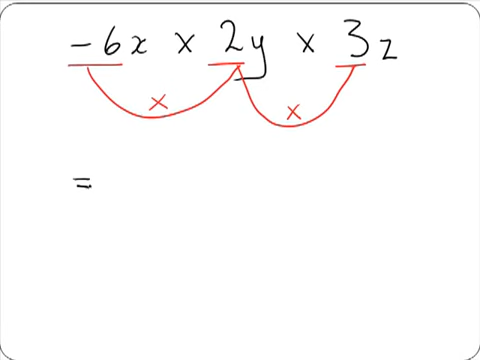 -6x × 2y × 3z
× ×
=